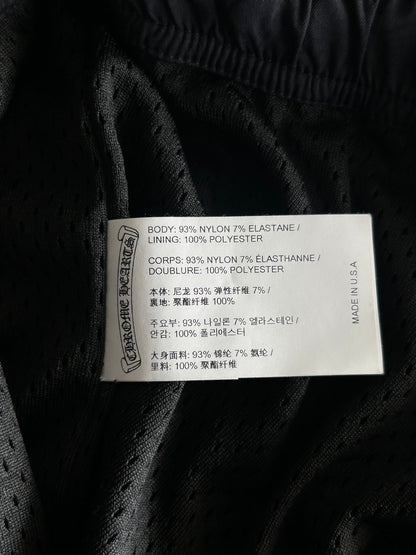 CHROME HEARTS
BODY: 93% NYLON 7% ELASTANE /
LINING: 100% POLYESTER
CORPS: 93% NYLON 7% ÉLASTHANNE /
DOUBLURE: 100% POLYESTER
本体: 尼龙 93% 弹性纤维 7% /
裏地: 聚酯纤维 100%
주요부: 93% 나일론 7% 엘라스테인 /
안감: 100% 폴리에스터
大身面料: 93% 锦纶 7% 氨纶 /
里料: 100% 聚酯纤维
MADE IN U.S.A